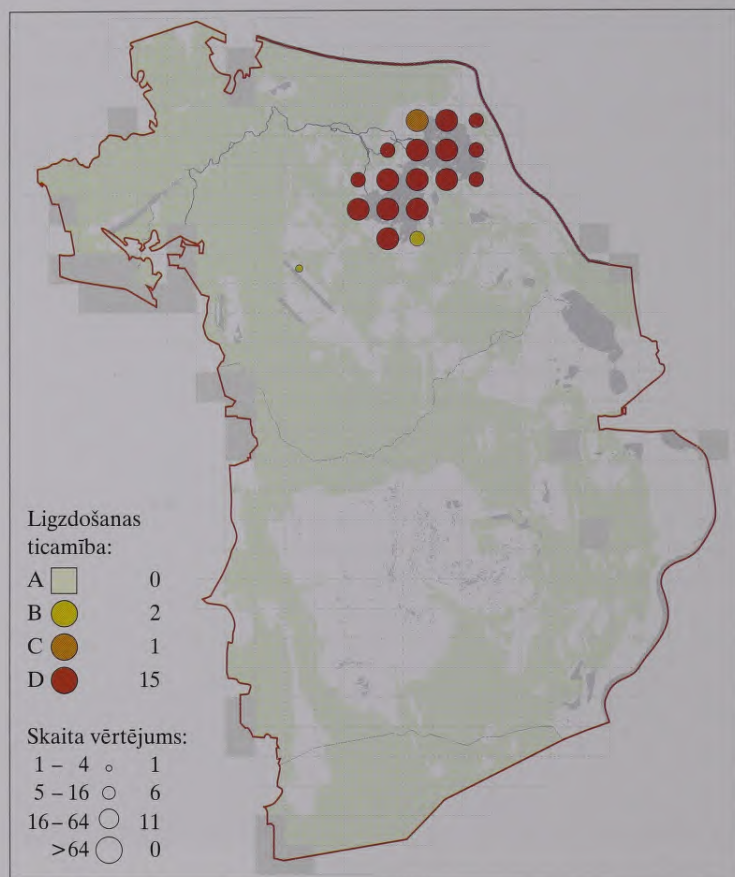 Ligzdošanas
ticamība:
A 0
B 2
C 1
D 15
Skaita vērtējums:
1 – 4 1
5 – 16 6
16 – 64 11
>64 0